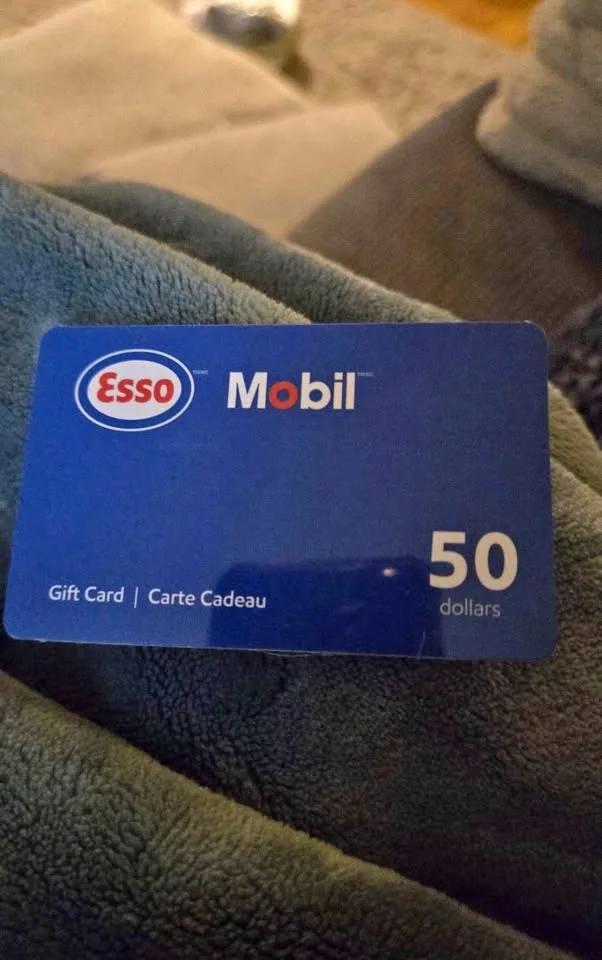 Esso Mobil
50
dollars
Gift Card | Carte Cadeau